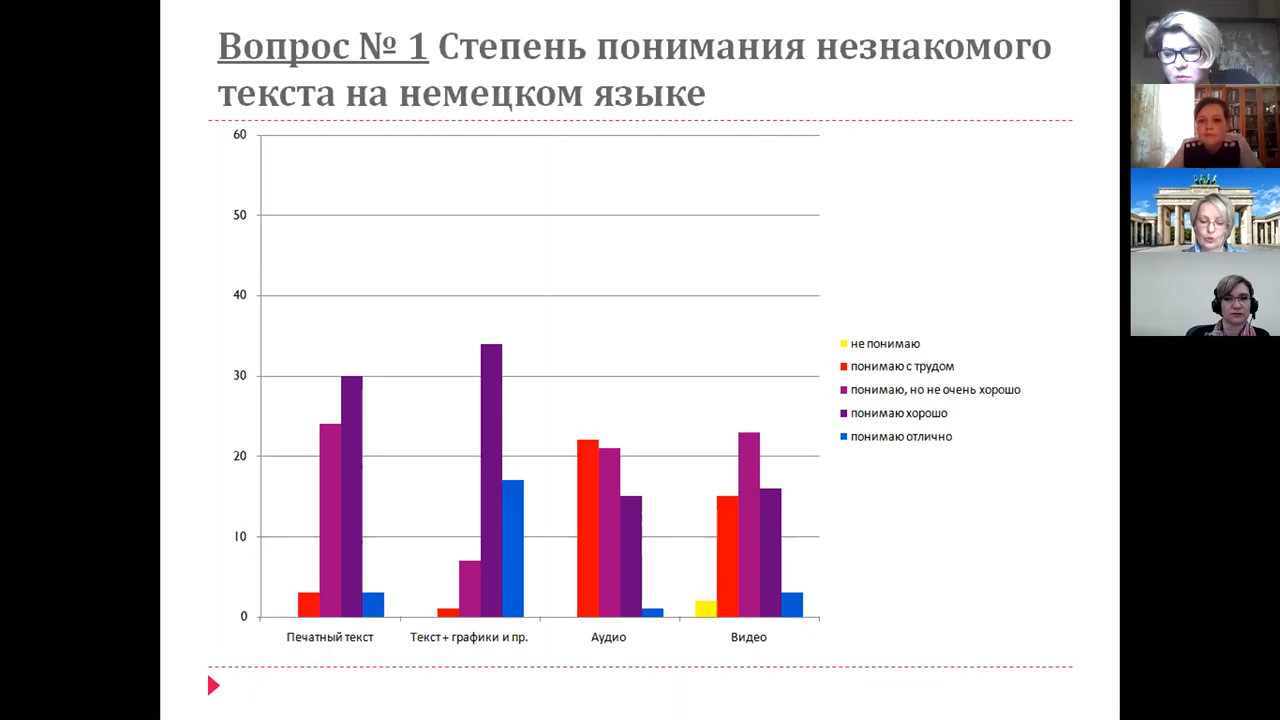 Вопрос № 1 Степень понимания незнакомого
текста на немецком языке
60
50
40
30
20
10
0
Печатный текст
Текст+ графики и пр.
Аудио
Видео
не понимаю
понимаю с трудом
понимаю, но не очень хорошо
понимаю хорошо
понимаю отлично